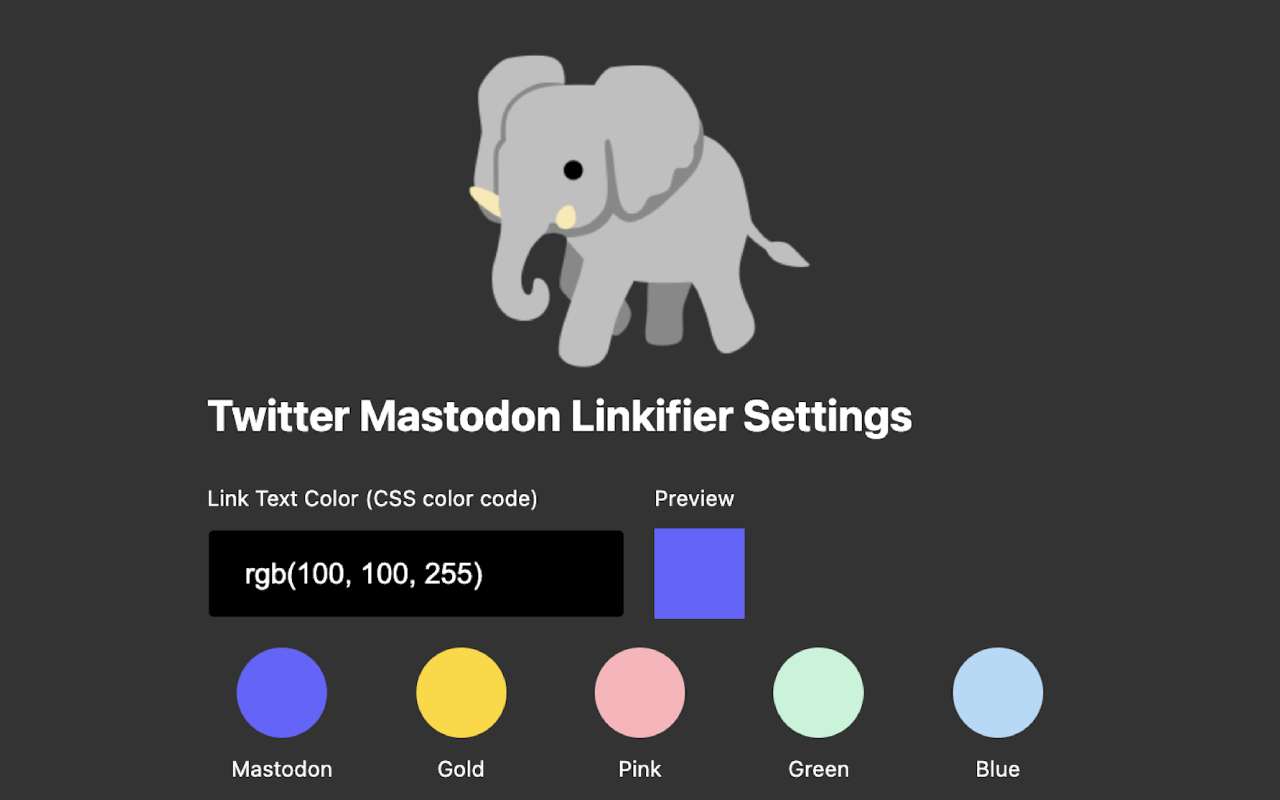 Twitter Mastodon Linkifier Settings
Link Text Color (CSS color code)
Preview
rgb(100, 100, 255)
Mastodon
Gold
Pink
Green
Blue